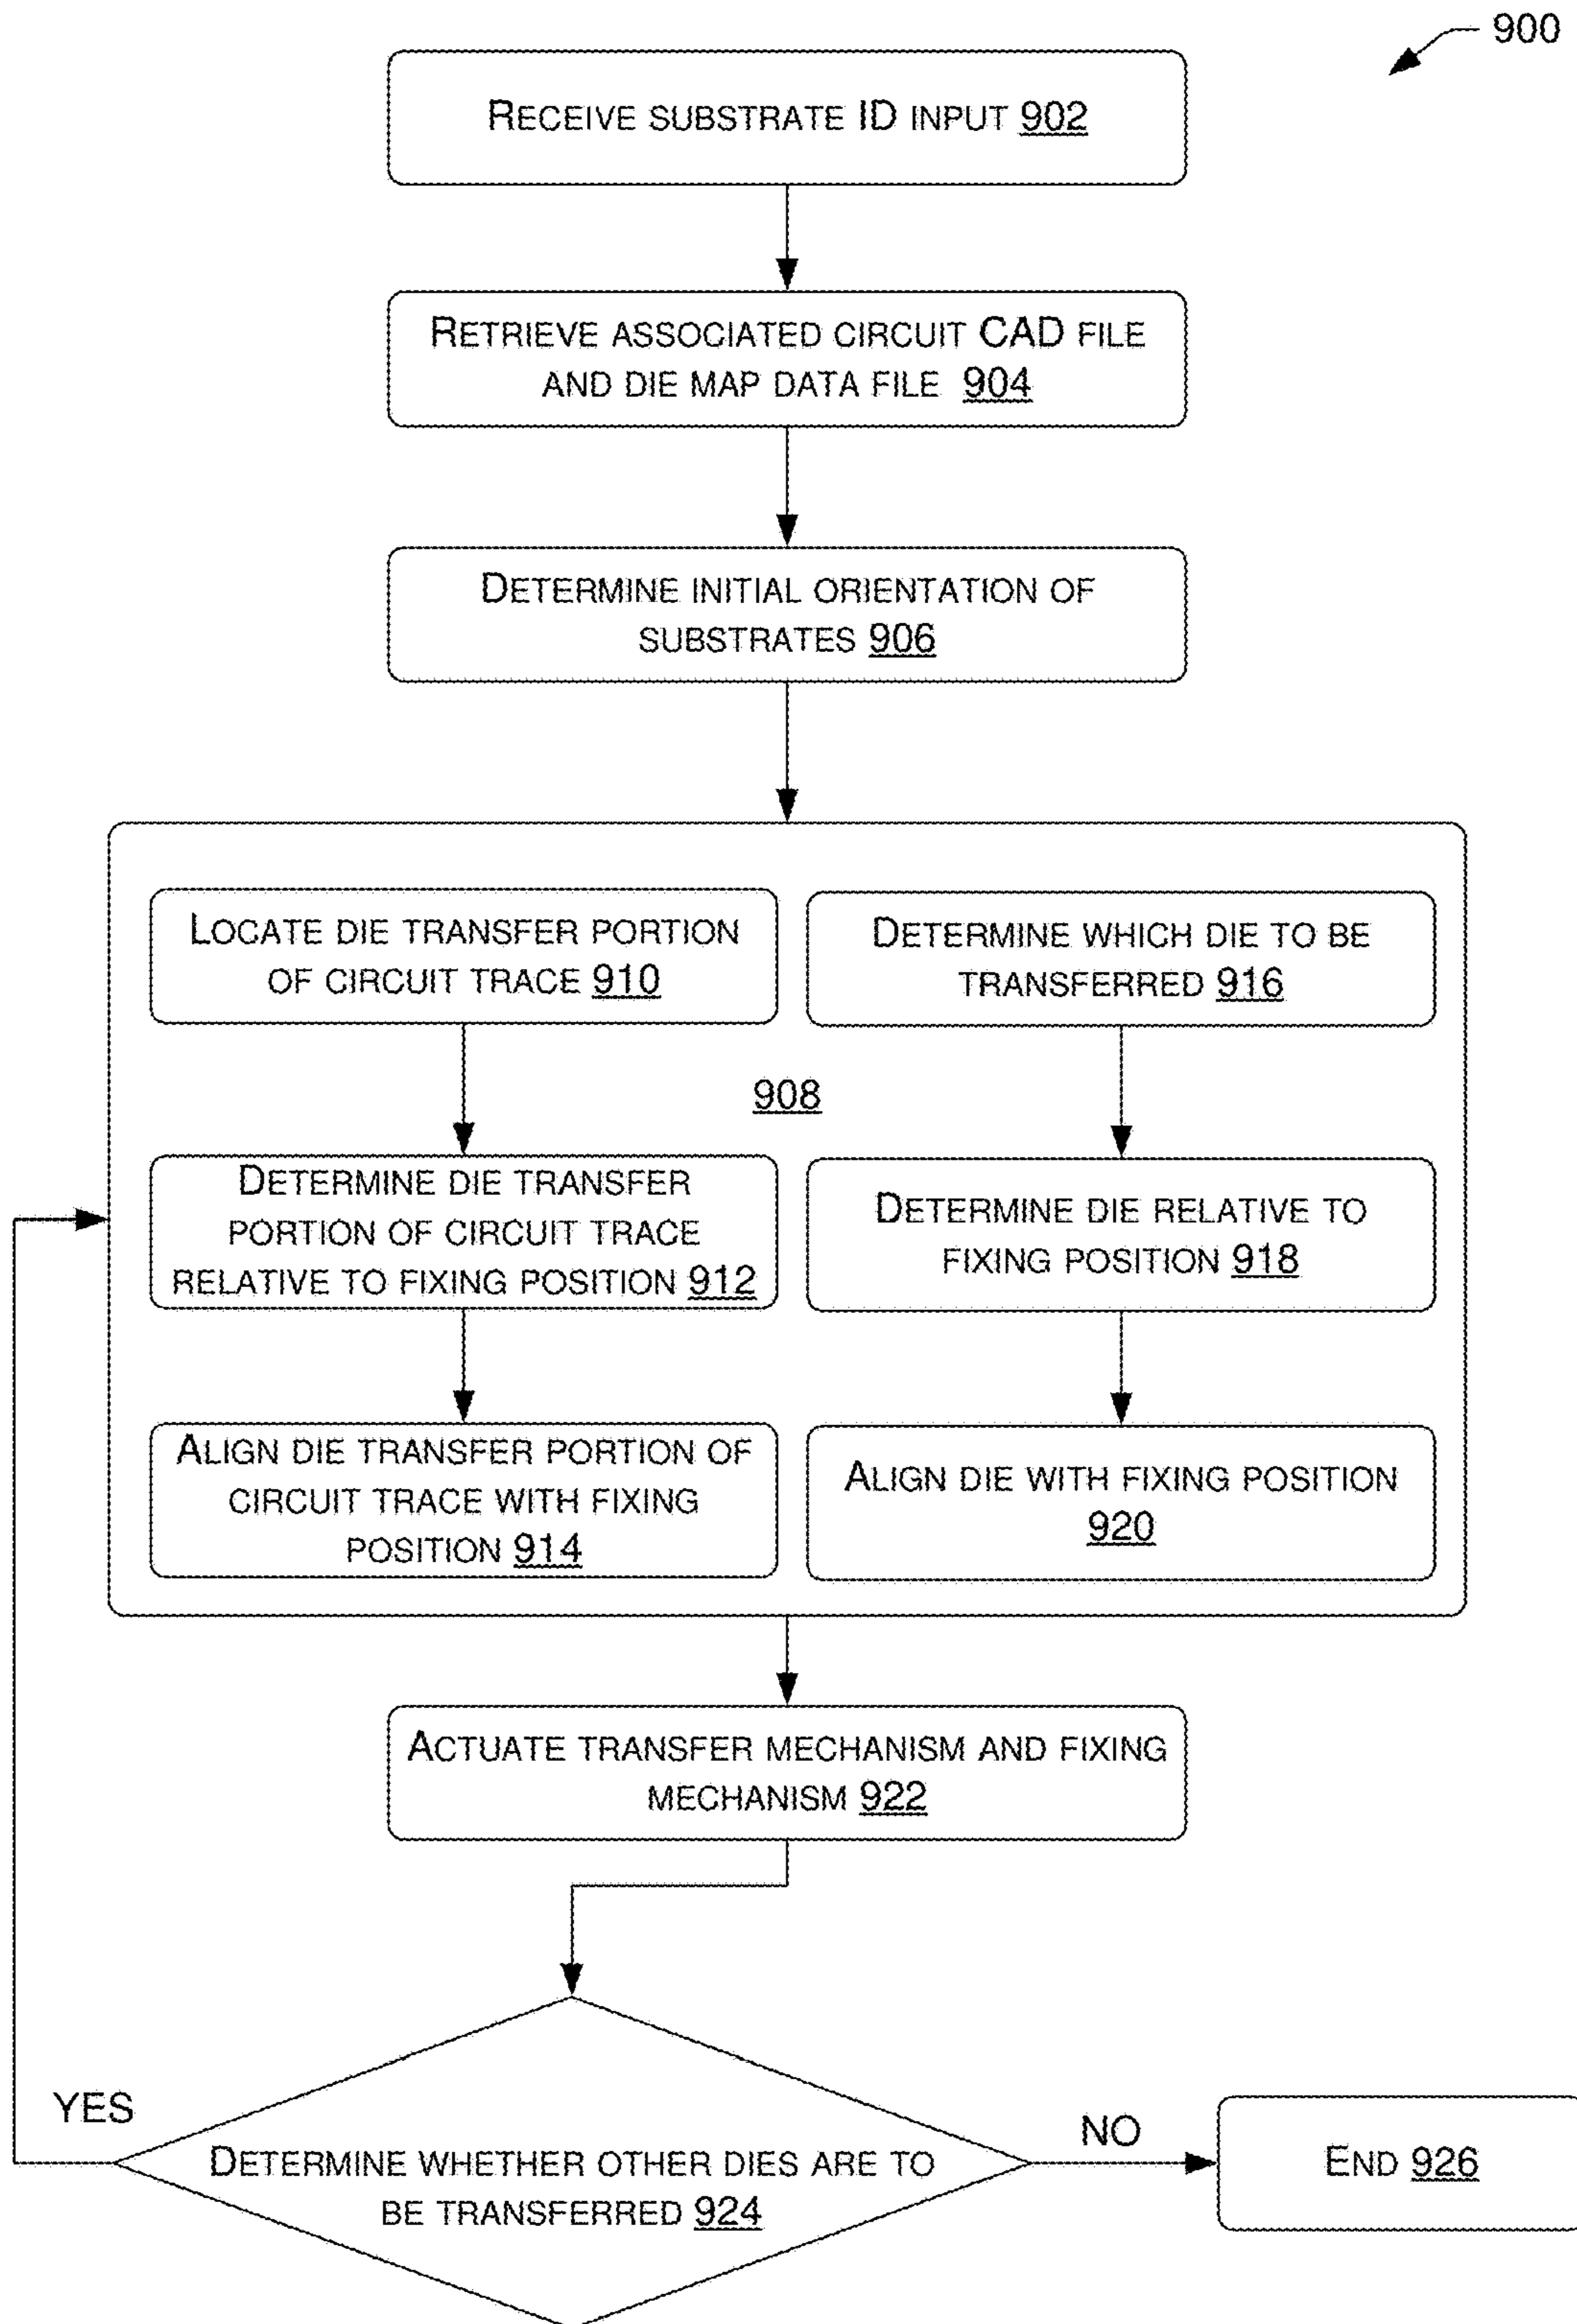 900
RECEIVE SUBSTRATE ID INPUT 902
RETRIEVE ASSOCIATED CIRCUIT CAD FILE
AND DIE MAP DATA FILE 904
DETERMINE INITIAL ORIENTATION OF
SUBSTRATES 906
LOCATE DIE TRANSFER PORTION
OF CIRCUIT TRACE 910
DETERMINE WHICH DIE TO BE
TRANSFERRED 916
908
DETERMINE DIE TRANSFER
PORTION OF CIRCUIT TRACE
RELATIVE TO FIXING POSITION 912
DETERMINE DIE RELATIVE TO
FIXING POSITION 918
ALIGN DIE TRANSFER PORTION OF
CIRCUIT TRACE WITH FIXING
POSITION 914
ALIGN DIE WITH FIXING POSITION
920
ACTUATE TRANSFER MECHANISM AND FIXING
MECHANISM 922
YES
DETERMINE WHETHER OTHER DIES ARE TO
BE TRANSFERRED 924
NO
END 926